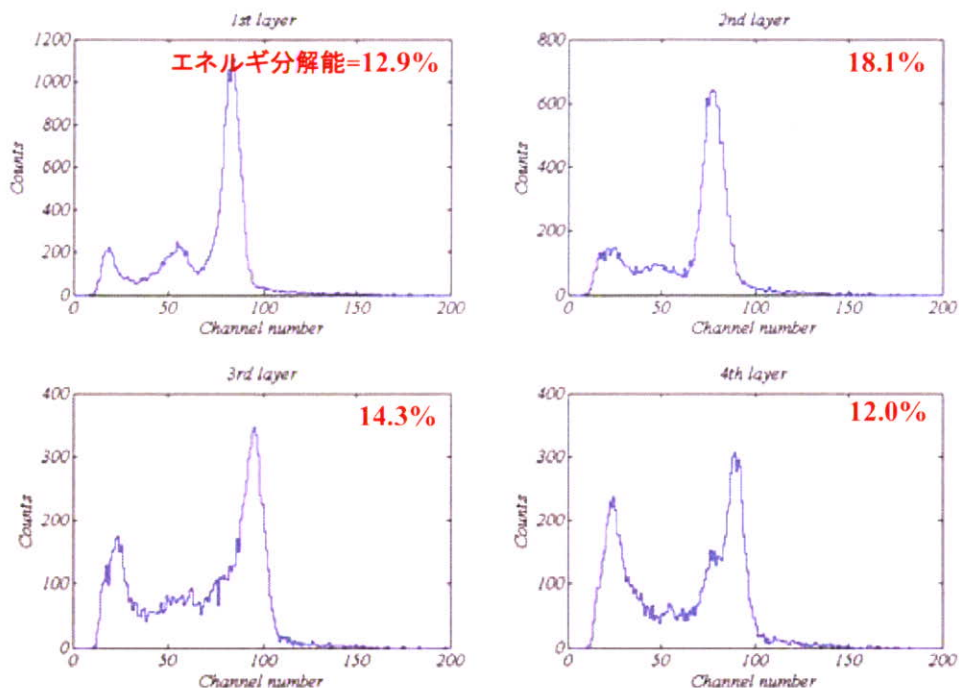 1st layer
エネルギ分解能=12.9%
1200
1000
800
600
400
200
0
Counts
0 50 100 150 200
Channel number
2nd layer
18.1%
800
600
400
200
0
Counts
0 50 100 150 200
Channel number
3rd layer
14.3%
400
300
200
100
0
Counts
0 50 100 150 200
Channel number
4th layer
12.0%
400
300
200
100
0
Counts
0 50 100 150 200
Channel number